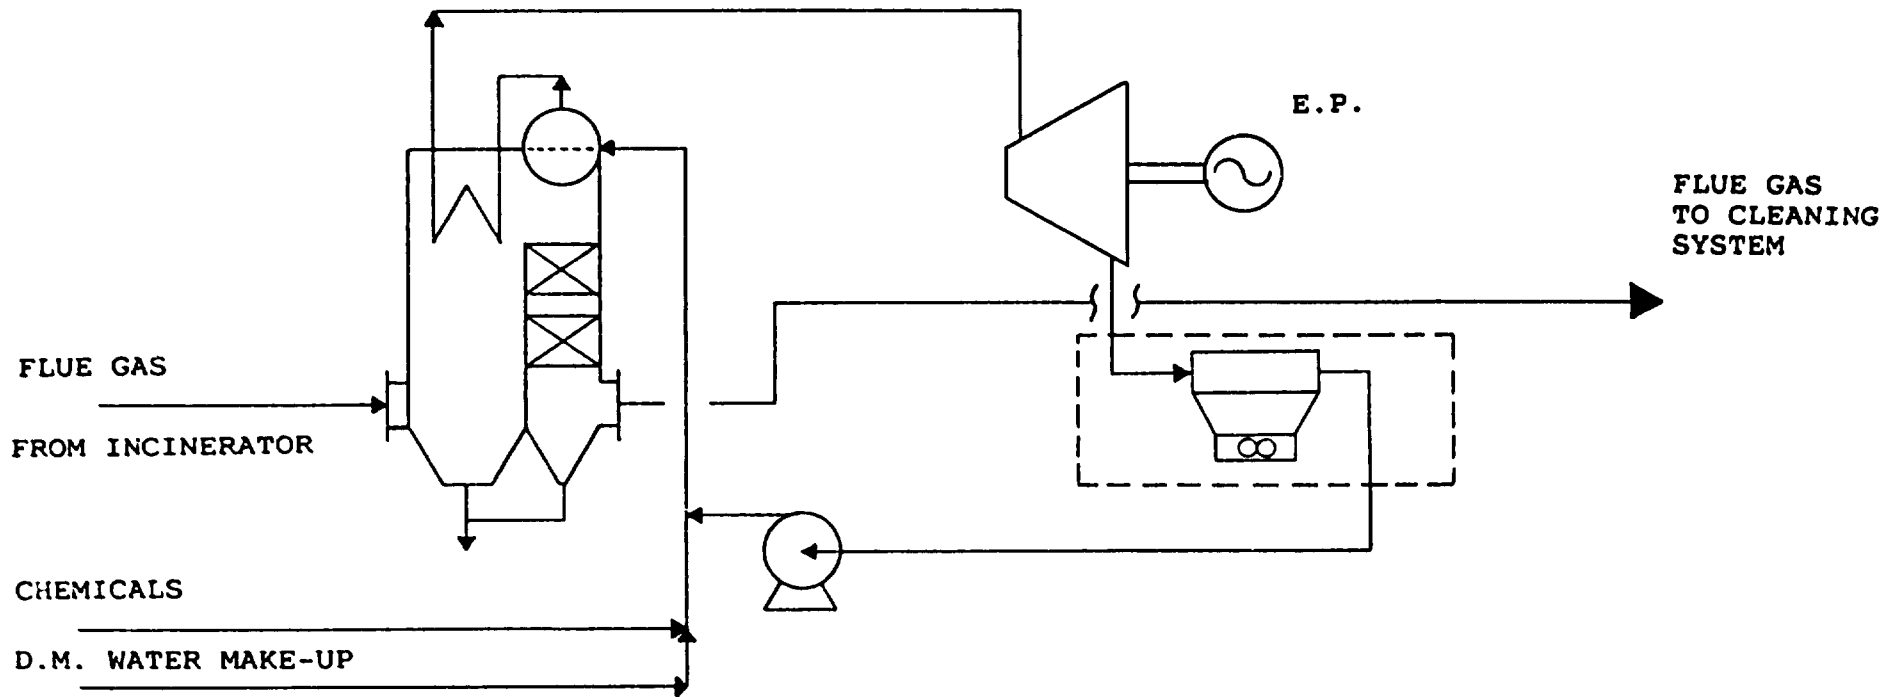 E.P.
FLUE GAS
TO CLEANING
SYSTEM
FLUE GAS
FROM INCINERATOR
CHEMICALS
D.M. WATER MAKE-UP